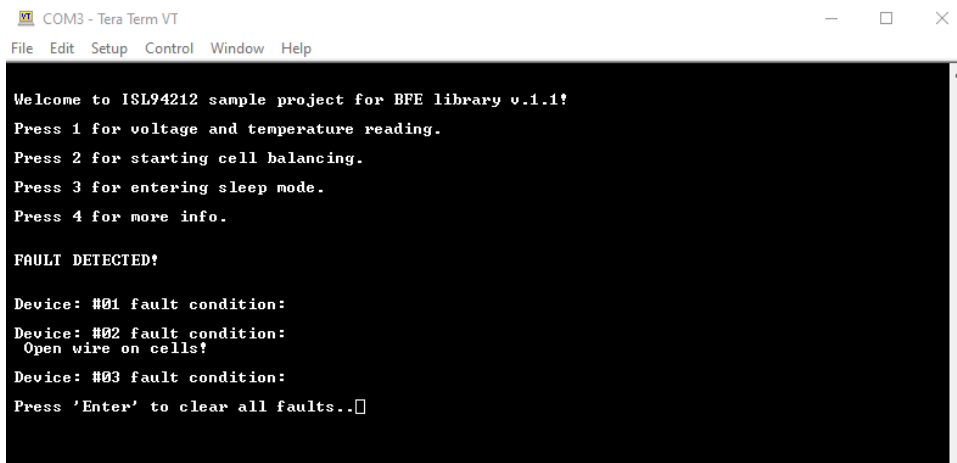 COM3 - Tera Term VT
File Edit Setup Control Window Help
Welcome to ISL94212 sample project for BFE library v.1.1!
Press 1 for voltage and temperature reading.
Press 2 for starting cell balancing.
Press 3 for entering sleep mode.
Press 4 for more info.
FAULT DETECTED!
Device: #01 fault condition:
Device: #02 fault condition:
Open wire on cells!
Device: #03 fault condition:
Press 'Enter' to clear all faults..